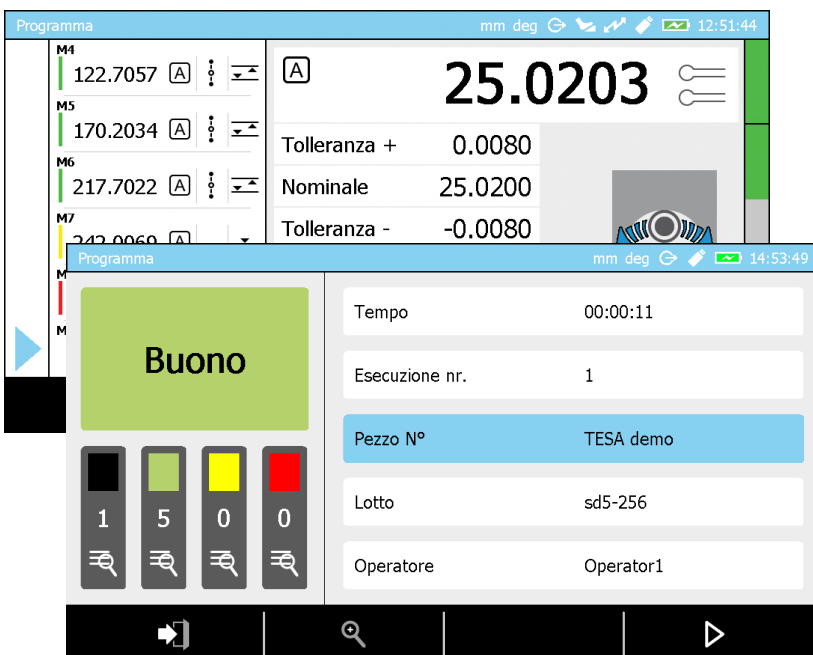 Programma mm deg 12:51:44
M4
122.7057 A
M5
170.2034 A
M6
217.7022 A
M7
242.0069 A
M
M
A 25.0203
Tolleranza + 0.0080
Nominale 25.0200
Tolleranza - -0.0080
Programma mm deg 14:53:49
Buono
1 5 0 0
Tempo 00:00:11
Esecuzione nr. 1
Pezzo N° TESA demo
Lotto sd5-256
Operatore Operator1